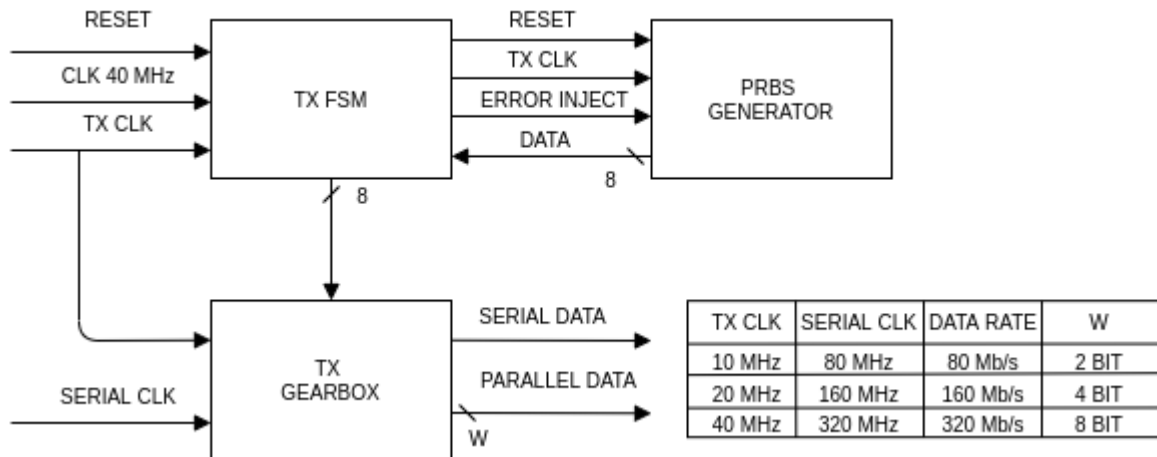 RESET
CLK 40 MHz
TX CLK
TX FSM
RESET
TX CLK
ERROR INJECT
DATA
8
PRBS
GENERATOR
8
SERIAL CLK
TX
GEARBOX
SERIAL DATA
PARALLEL DATA
W
TX CLK SERIAL CLK DATA RATE W
10 MHz 80 MHz 80 Mb/s 2 BIT
20 MHz 160 MHz 160 Mb/s 4 BIT
40 MHz 320 MHz 320 Mb/s 8 BIT